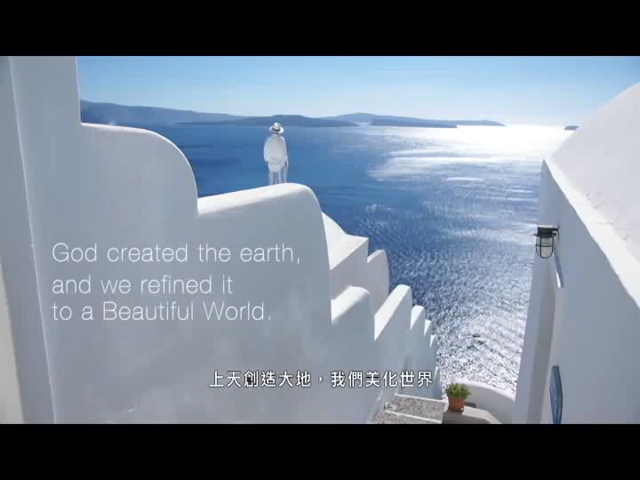 God created the earth,
and we refined it
to a Beautiful World.
上天創造大地，我們美化世界